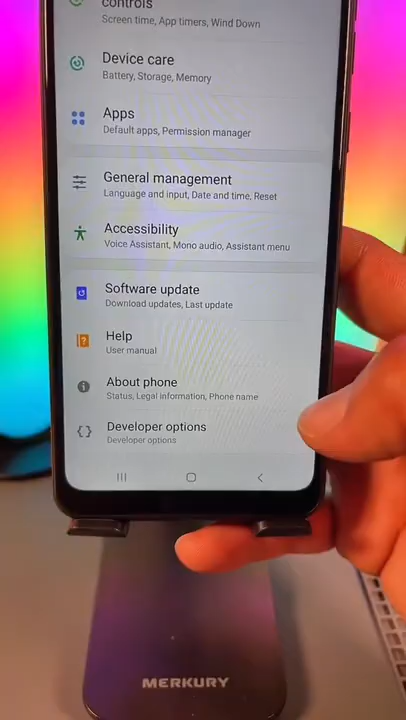 controls
Screen time, App timers, Wind Down
Device care
Battery, Storage, Memory
Apps
Default apps, Permission manager
General management
Language and input, Date and time, Reset
Accessibility
Voice Assistant, Mono audio, Assistant menu
Software update
Download updates, Last update
Help
User manual
About phone
Status, Legal information, Phone name
Developer options
Developer options
MERKURY